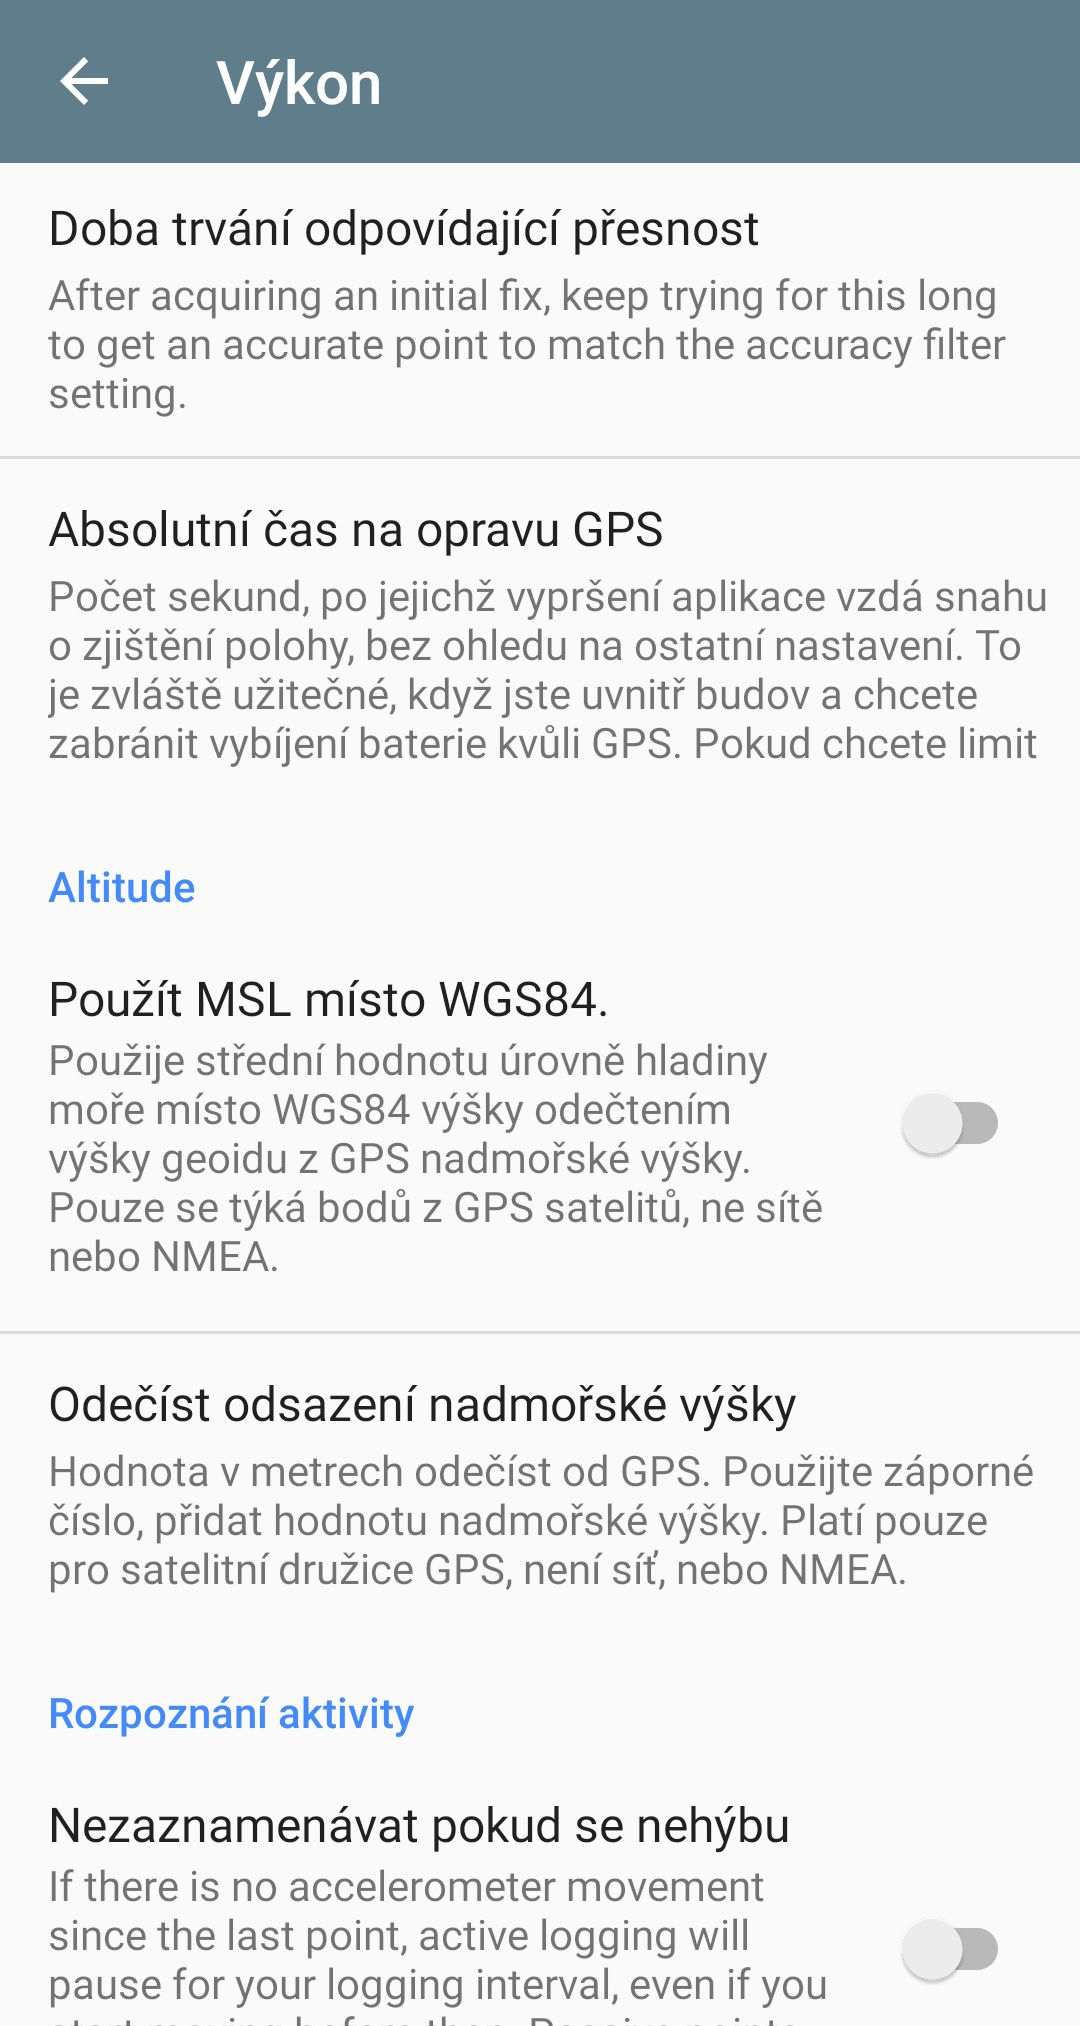 Výkon
Doba trvání odpovídající přesnost
After acquiring an initial fix, keep trying for this long
to get an accurate point to match the accuracy filter
setting.
Absolutní čas na opravu GPS
Počet sekund, po jejichž vypršení aplikace vzdá snahu
o zjištění polohy, bez ohledu na ostatní nastavení. To
je zvláště užitečné, když jste uvnitř budov a chcete
zabránit vybíjení baterie kvůli GPS. Pokud chcete limit
Altitude
Použít MSL místo WGS84.
Použije střední hodnotu úrovně hladiny
moře místo WGS84 výšky odečtením
výšky geoidu z GPS nadmořské výšky.
Pouze se týká bodů z GPS satelitů, ne sítě
nebo NMEA.
Odečíst odsazení nadmořské výšky
Hodnota v metrech odečíst od GPS. Použijte záporné
číslo, přidat hodnotu nadmořské výšky. Platí pouze
pro satelitní družice GPS, není síť, nebo NMEA.
Rozpoznání aktivity
Nezaznamenávat pokud se nehýbu
If there is no accelerometer movement
since the last point, active logging will
pause for your logging interval, even if you